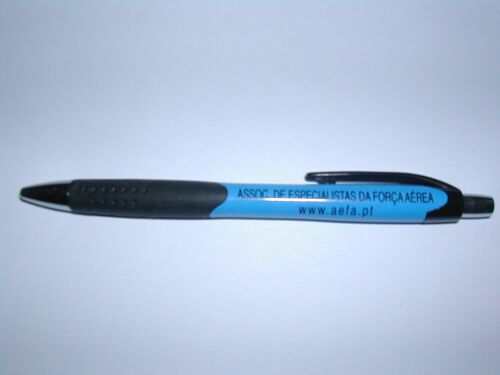 ASSOC. DE ESPECIALISTAS DA FORÇA AÉREA
www.aefa.pt